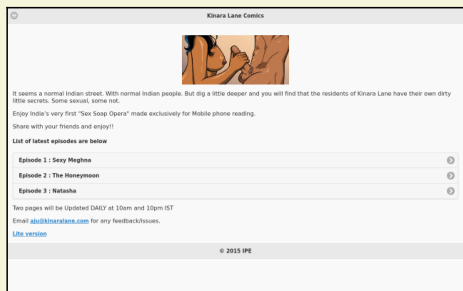 Kinara Lane Comics
It seems a normal Indian street. With normal Indian people. But dig a little deeper and you will find that the residents of Kinara Lane have their own dirty
little secrets. Some sexual, some not.
Enjoy India's very first "Sex Soap Opera" made exclusively for Mobile phone reading.
Share with your friends and enjoy!!
List of latest episodes are below
Episode 1 : Sexy Meghna
Episode 2 : The Honeymoon
Episode 3 : Natasha
Two pages will be Updated DAILY at 10am and 10pm IST
Email aju@kinaralane.com for any feedback/issues.
Lite version
© 2015 IPE